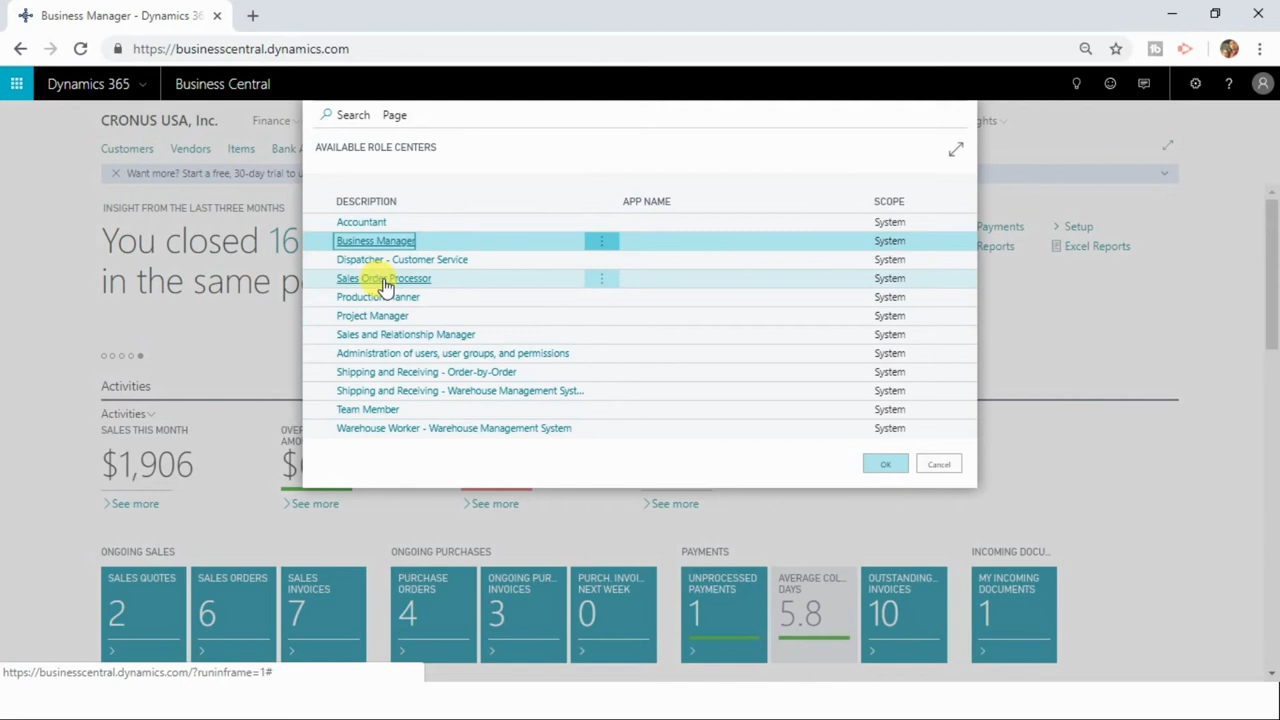 Business Manager - Dynamics 36
https://businesscentral.dynamics.com
Dynamics 365
Business Central
?
CRONUS USA, Inc.
Finance
Customers
Vendors
Items
Bank A
Want more? Start a free, 30-day trial to u
INSIGHT FROM THE LAST THREE MONTHS
You closed 16
in the same p
Search
Page
AVAILABLE ROLE CENTERS
DESCRIPTION
APP NAME
SCOPE
Accountant
System
Business Manager
System
Dispatcher - Customer Service
System
Sales Order Processor
System
Production Planner
System
Project Manager
System
Sales and Relationship Manager
System
Administration of users, user groups, and permissions
System
Shipping and Receiving - Order-by-Order
System
Shipping and Receiving - Warehouse Management Syst...
System
Team Member
System
Warehouse Worker - Warehouse Management System
System
OK
Cancel
ghts
Payments
Setup
Reports
Excel Reports
Activities
Activities
SALES THIS MONTH
$1,906
See more
OVER
AMO
See more
See more
See more
ONGOING SALES
ONGOING PURCHASES
PAYMENTS
INCOMING DOCU...
SALES QUOTES
2
SALES ORDERS
6
SALES
INVOICES
7
PURCHASE
ORDERS
4
ONGOING PUR...
INVOICES
3
PURCH. INVOI...
NEXT WEEK
0
UNPROCESSED
PAYMENTS
1
AVERAGE COL...
DAYS
5.8
OUTSTANDING...
INVOICES
10
MY INCOMING
DOCUMENTS
1
https://businesscentral.dynamics.com/?runinframe=1#